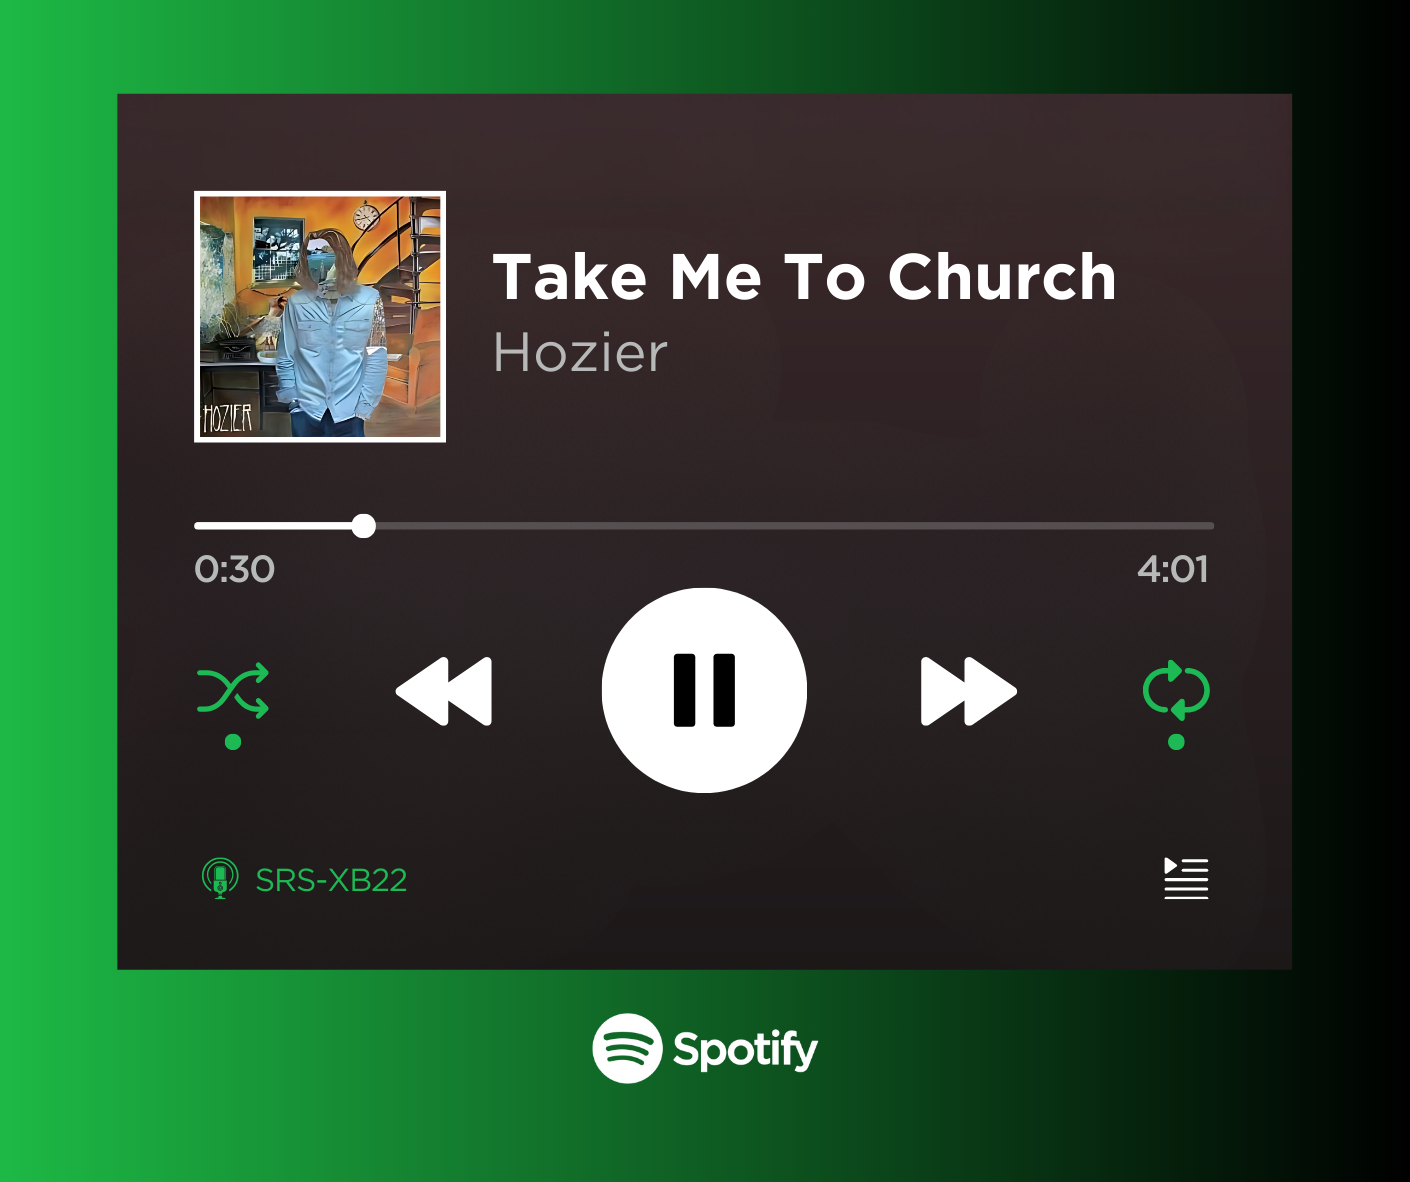 Take Me To Church
Hozier
HOZIER
0:30
4:01
SRS-XB22
Spotify